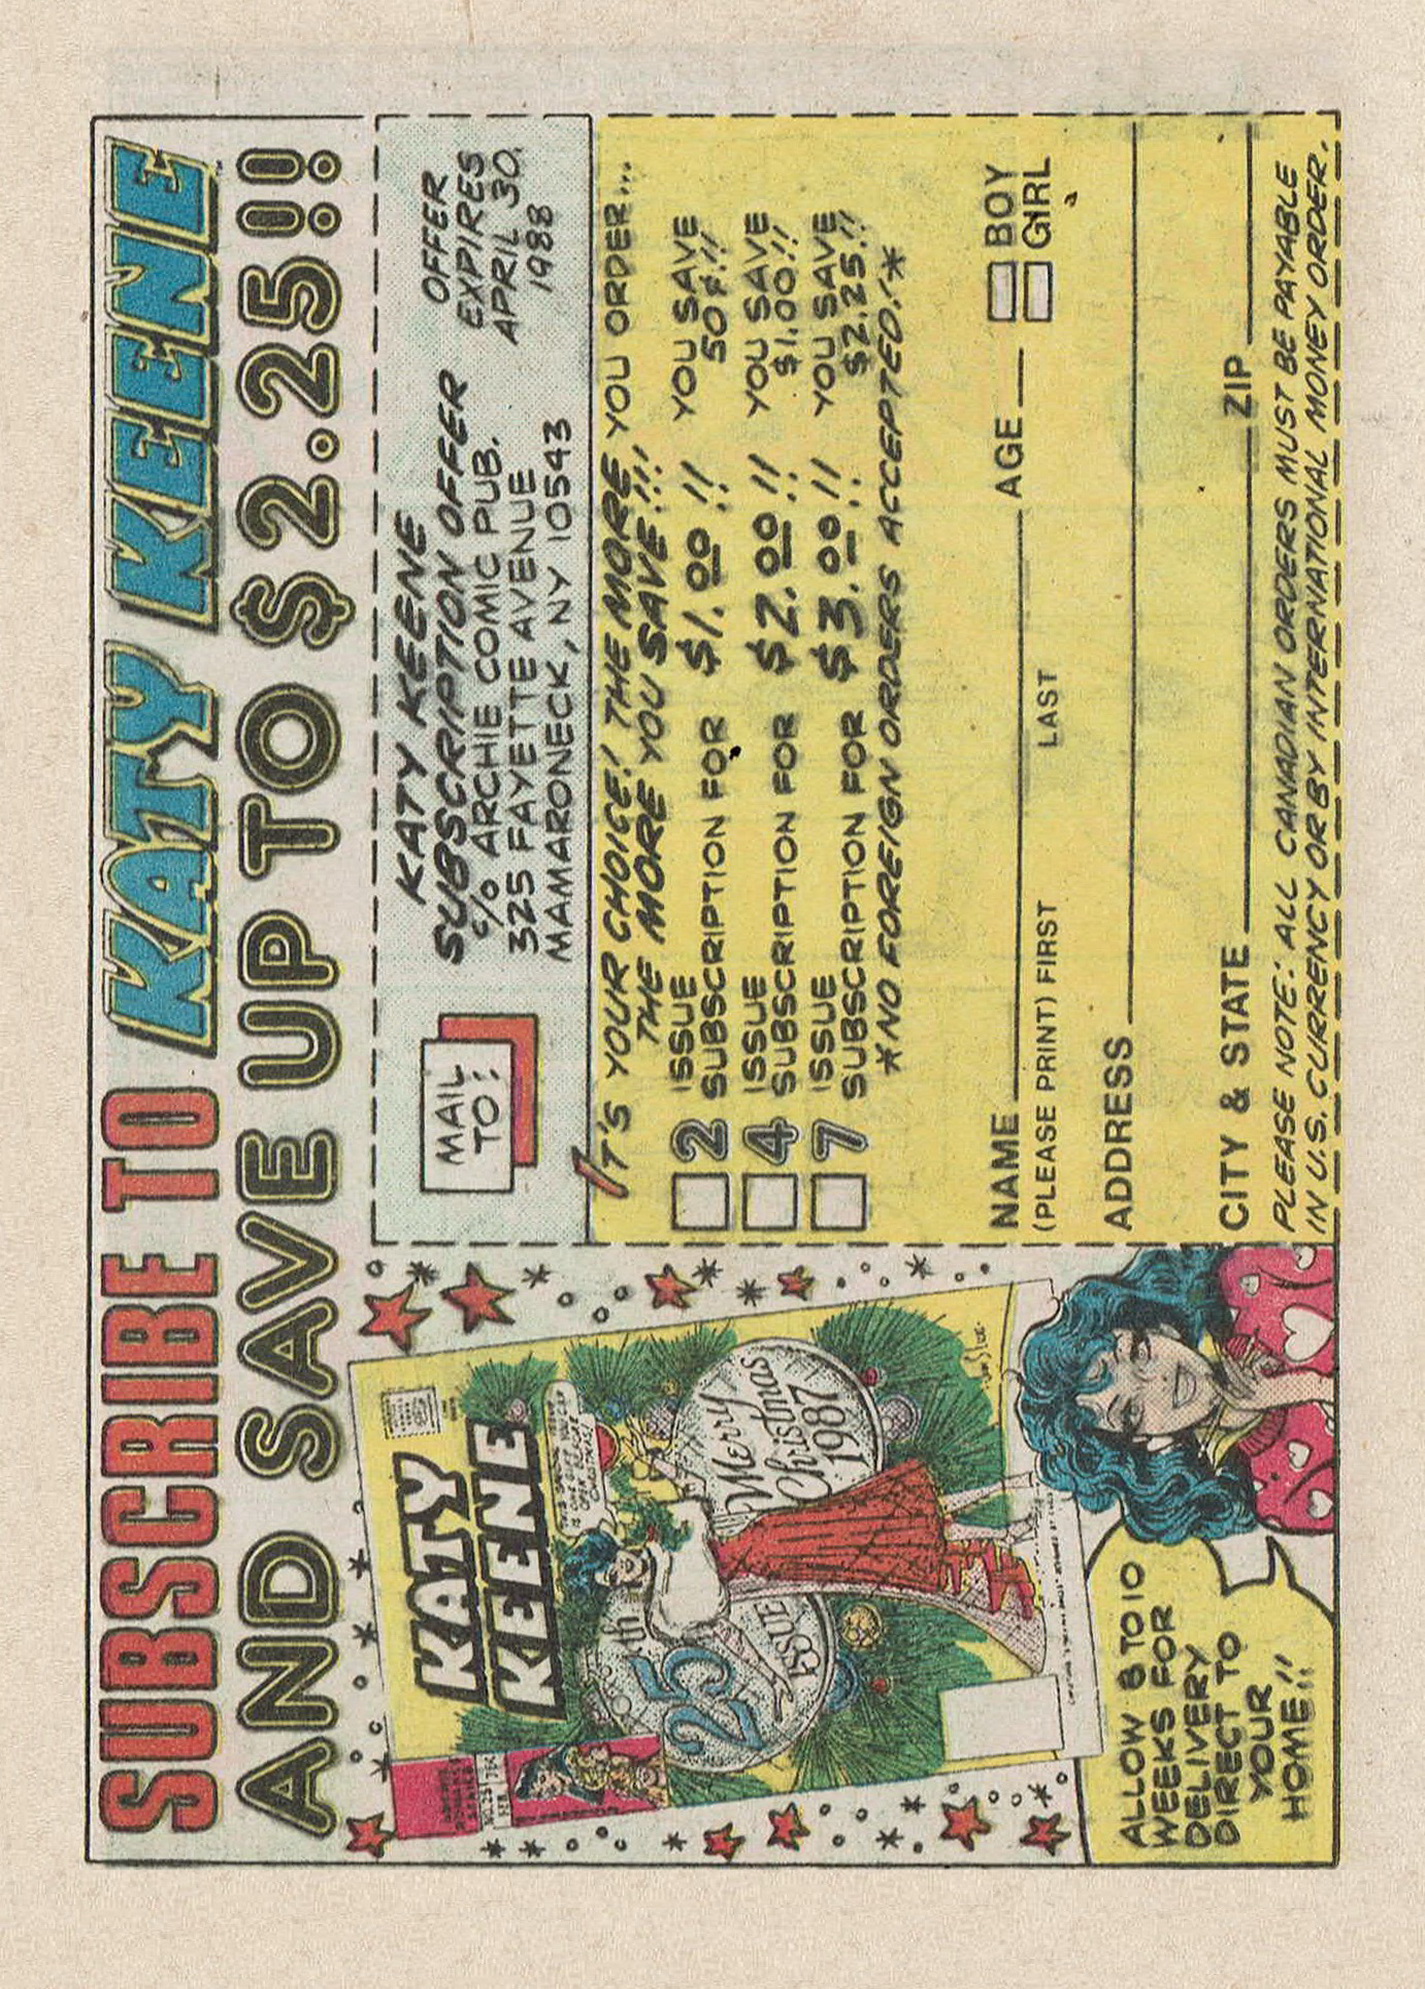 SUBSCRIBE TO KATY KEENE
AND SAVE UP TO $2.25!!
MAIL
TO:
KATY KEENE
SUBSCRIPTION OFFER
c/o ARCHIE COMIC PUB.
325 FAYETTE AVENUE
MAMARONECK, NY 10543
OFFER
EXPIRES
APRIL 30,
1988
IT'S YOUR CHOICE! THE MORE YOU ORDER...
THE MORE YOU SAVE!!!
2 ISSUE SUBSCRIPTION FOR $1.00!! YOU SAVE 50¢!!
4 ISSUE SUBSCRIPTION FOR $2.00!! YOU SAVE $1.00!!
7 ISSUE SUBSCRIPTION FOR $3.00!! YOU SAVE $2.25!!
*NO FOREIGN ORDERS ACCEPTED!*
NAME AGE BOY
GIRL
(PLEASE PRINT) FIRST LAST
ADDRESS
CITY & STATE ZIP
PLEASE NOTE: ALL CANADIAN ORDERS MUST BE PAYABLE
IN U.S. CURRENCY OR BY INTERNATIONAL MONEY ORDER.
KATY
KEENE
25th
ISSUE
Merry
Christmas
1987
ALLOW 8 TO 10
WEEKS FOR
DELIVERY
DIRECT TO
YOUR
HOME!!